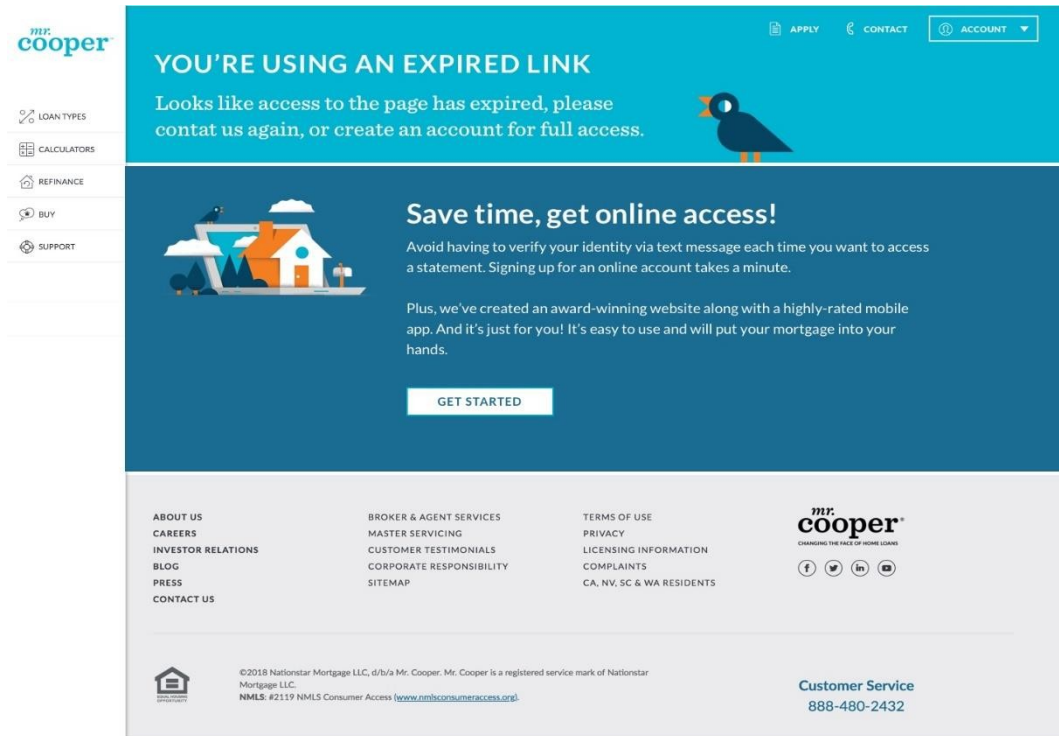 mr.
cooper
LOAN TYPES
CALCULATORS
REFINANCE
BUY
SUPPORT
APPLY
CONTACT
ACCOUNT
YOU'RE USING AN EXPIRED LINK
Looks like access to the page has expired, please
contat us again, or create an account for full access.
Save time, get online access!
Avoid having to verify your identity via text message each time you want to access
a statement. Signing up for an online account takes a minute.
Plus, we've created an award-winning website along with a highly-rated mobile
app. And it's just for you! It's easy to use and will put your mortgage into your
hands.
GET STARTED
ABOUT US
CAREERS
INVESTOR RELATIONS
BLOG
PRESS
CONTACT US
BROKER & AGENT SERVICES
MASTER SERVICING
CUSTOMER TESTIMONIALS
CORPORATE RESPONSIBILITY
SITEMAP
TERMS OF USE
PRIVACY
LICENSING INFORMATION
COMPLAINTS
CA, NV, SC & WA RESIDENTS
mr.
cooper
CHANGING THE FACE OF HOME LOANS
EQUAL HOUSING
OPPORTUNITY
©2018 Nationstar Mortgage LLC, d/b/a Mr. Cooper. Mr. Cooper is a registered service mark of Nationstar
Mortgage LLC.
NMLS: #2119 NMLS Consumer Access (www.nmlsconsumeraccess.org).
Customer Service
888-480-2432